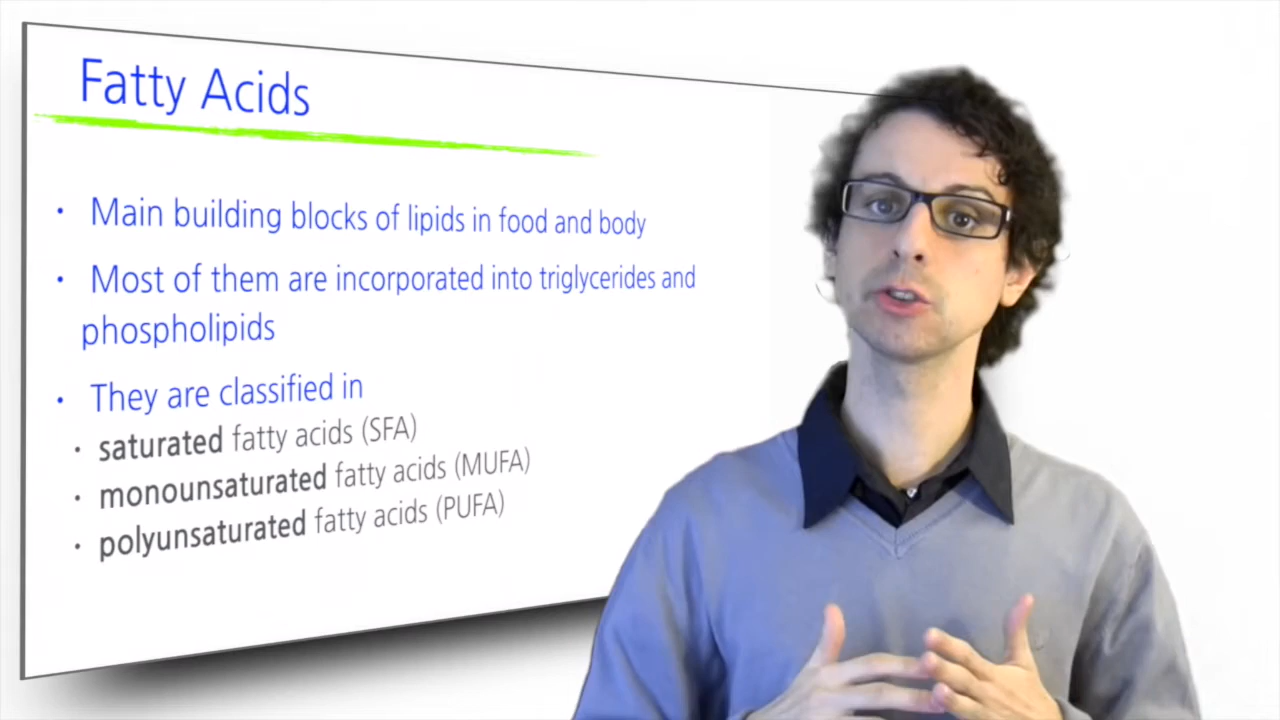 Fatty Acids
• Main building blocks of lipids in food and body
• Most of them are incorporated into triglycerides and
phospholipids
• They are classified in
• saturated fatty acids (SFA)
• monounsaturated fatty acids (MUFA)
• polyunsaturated fatty acids (PUFA)